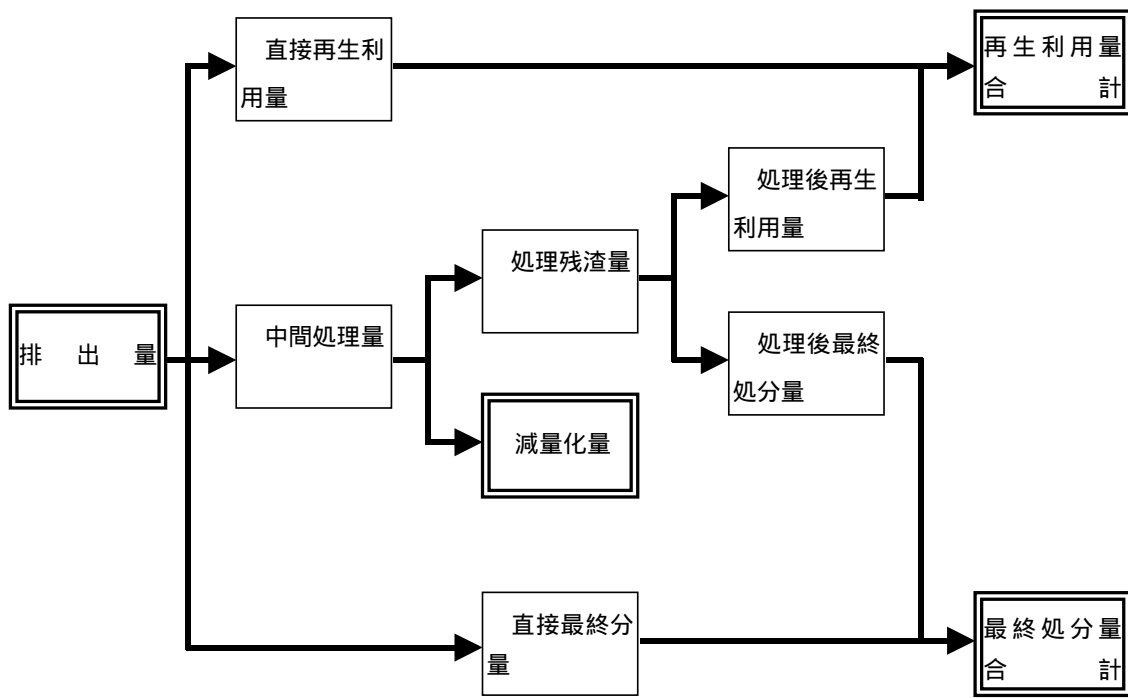 直接再生利
用量
再生利用量
合計
処理後再生
利用量
処理残渣量
排出量
中間処理量
処理後最終
処分量
減量化量
直接最終分
量
最終処分量
合計